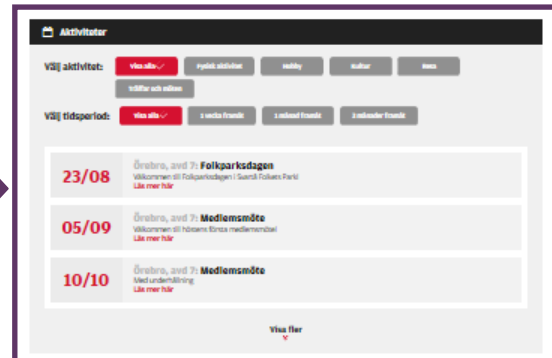 Aktiviteter
Välj aktivitet: Visa alla Fysisk aktivitet Hobby Kultur Resa
Träffar och möten
Välj tidsperiod: Visa alla 1 vecka framåt 1 månad framåt 2 månader framåt
23/08
Örebro, avd 7: Folkparksdagen
Välkommen till Folkparksdagen i Svartå Folkets Park!
Läs mer här
05/09
Örebro, avd 7: Medlemsmöte
Välkommen till höstens första medlemsmöte!
Läs mer här
10/10
Örebro, avd 7: Medlemsmöte
Med underhållning
Läs mer här
Visa fler